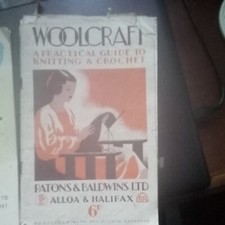 WOOLCRAFT
A PRACTICAL GUIDE TO
KNITTING & CROCHET
PATONS & BALDWINS LTD
ALLOA & HALIFAX
6D